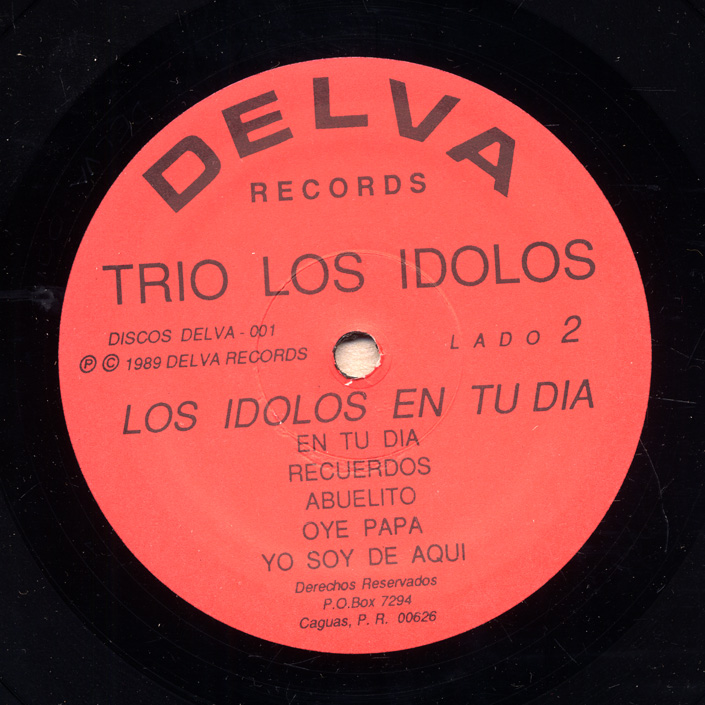 DELVA
RECORDS
TRIO LOS IDOLOS
DISCOS DELVA - 001
℗ © 1989 DELVA RECORDS
LADO 2
LOS IDOLOS EN TU DIA
EN TU DIA
RECUERDOS
ABUELITO
OYE PAPA
YO SOY DE AQUI
Derechos Reservados
P.O.Box 7294
Caguas, P. R. 00626